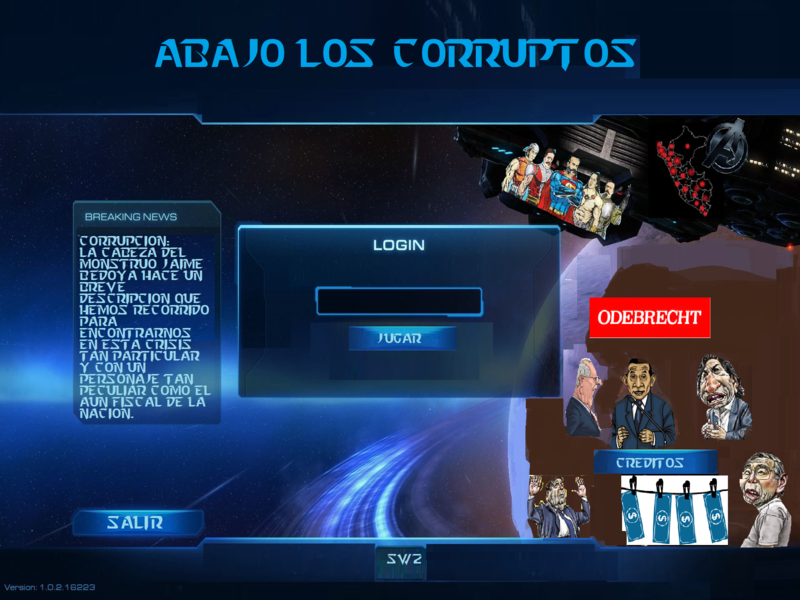 ABAJO LOS CORRUPTOS
BREAKING NEWS
CORRUPCION:
LA CABEZA DEL
MONSTRUO JAIME
BEDOYA HACE UN
BREVE
DESCRIPCION QUE
HEMOS RECORRIDO
PARA
ENCONTRARNOS
EN ESTA CRISIS
TAN PARTICULAR
Y CON UN
PERSONAJE TAN
PECULIAR COMO EL
AUN FISCAL DE LA
NACION.
LOGIN
JUGAR
ODEBRECHT
CREDITOS
SALIR
SW2
Version: 1.0.2.16223